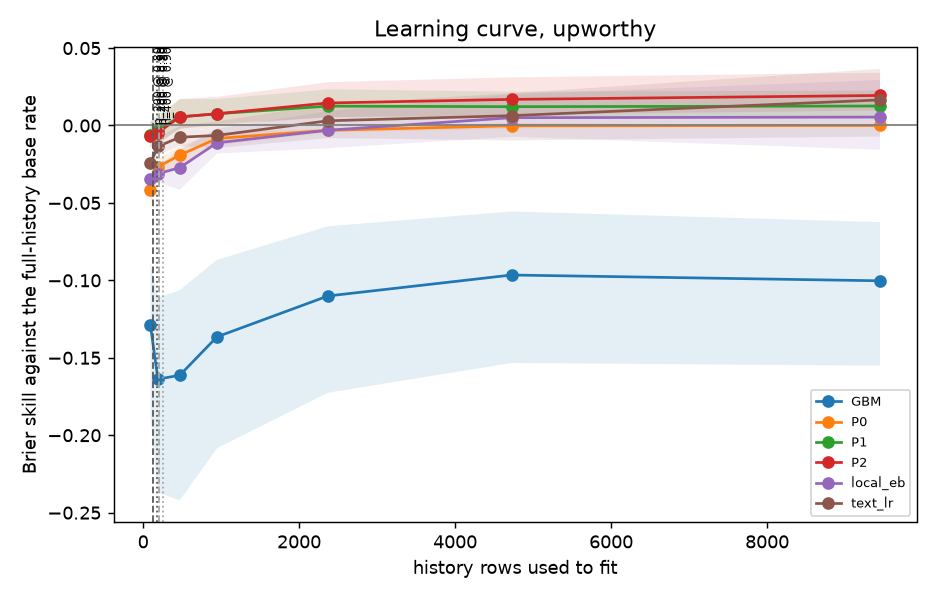 Learning curve, upworthy
Brier skill against the full-history base rate
0.05
0.00
−0.05
−0.10
−0.15
−0.20
−0.25
0
2000
4000
6000
8000
history rows used to fit
GBM
P0
P1
P2
local_eb
text_lr